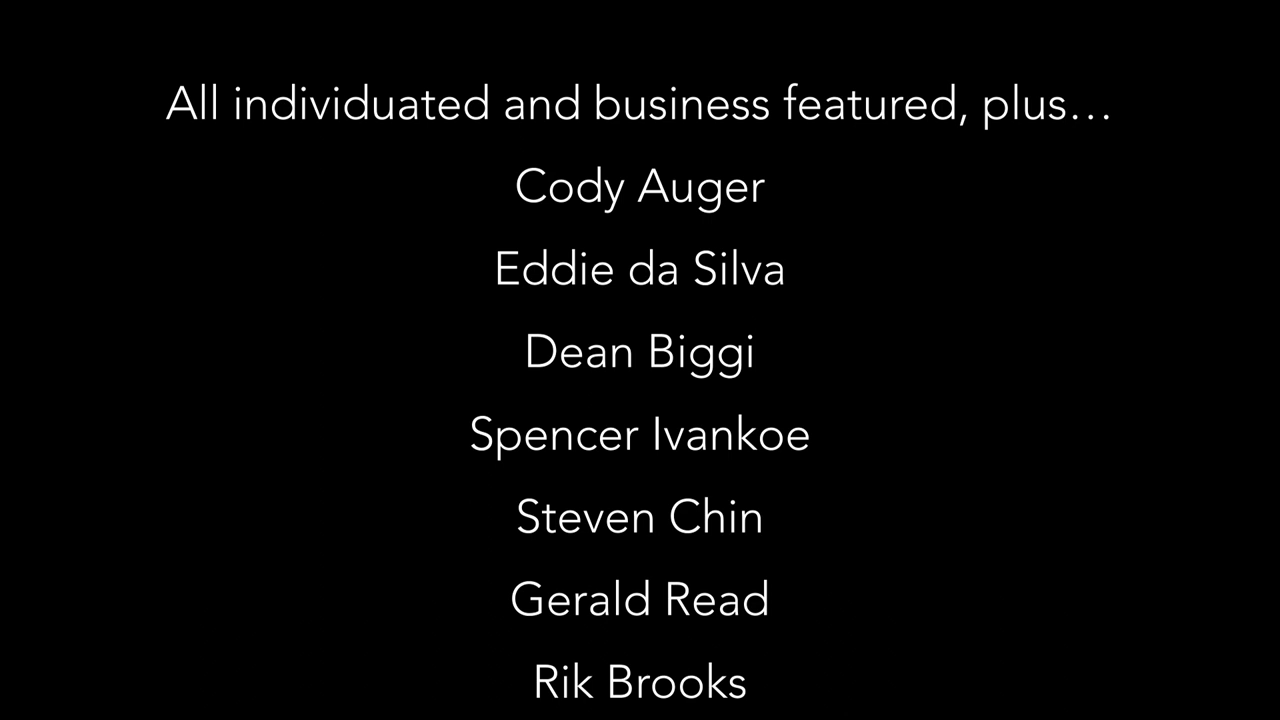 All individuated and business featured, plus…
Cody Auger
Eddie da Silva
Dean Biggi
Spencer Ivankoe
Steven Chin
Gerald Read
Rik Brooks